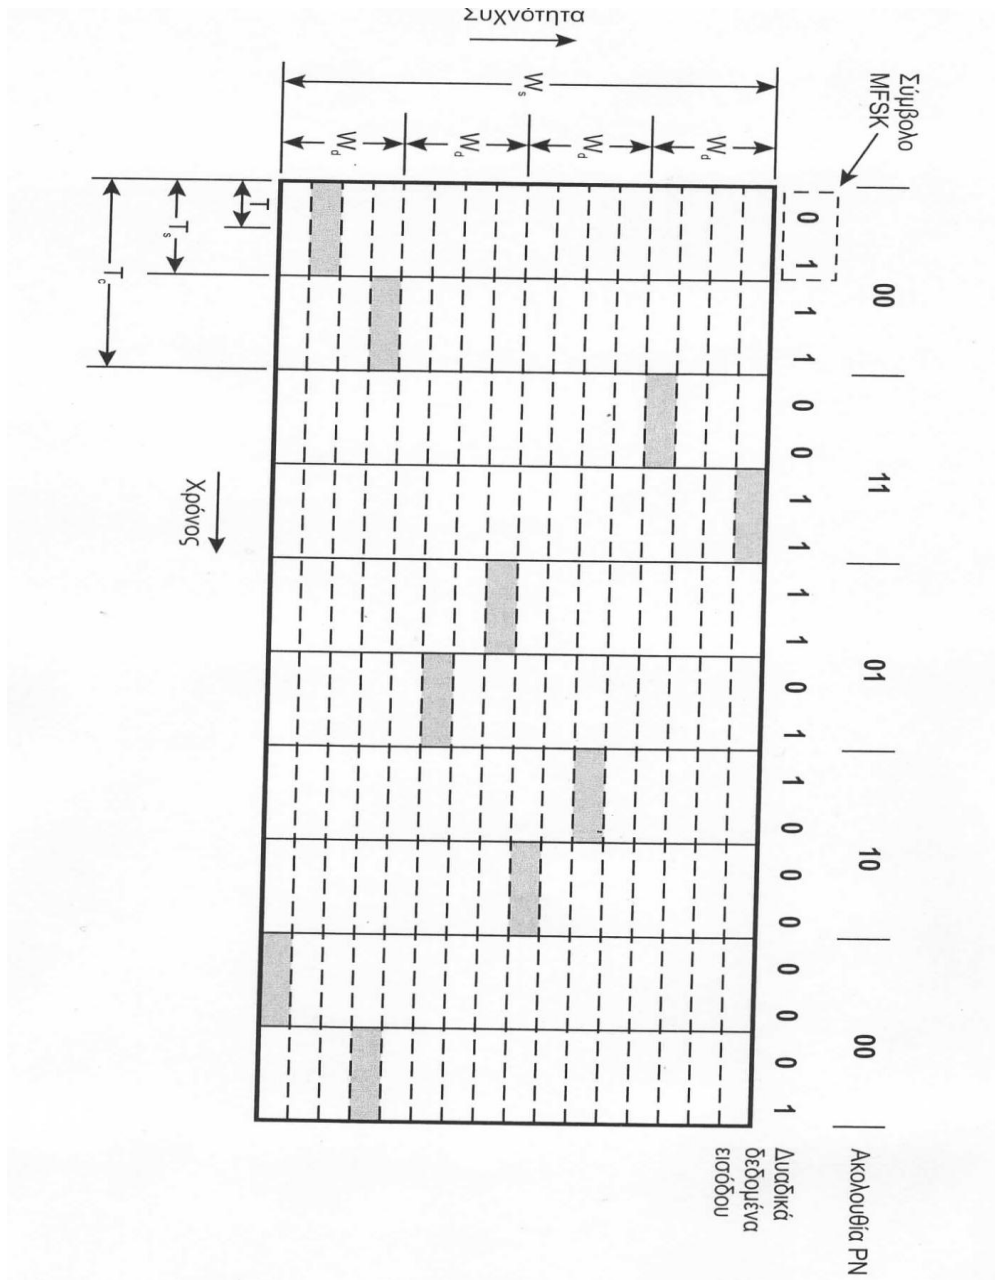 Συχνότητα
Σύμβολο
MFSK
00 11 01 10 00 Ακολουθία PN
0 1 1 1 0 0 1 1 1 1 0 1 1 0 0 0 0 0 0 1
Δυαδικά
δεδομένα
εισόδου
Wₛ
W_d
W_d
W_d
W_d
T
Tₛ
T_c
Χρόνος